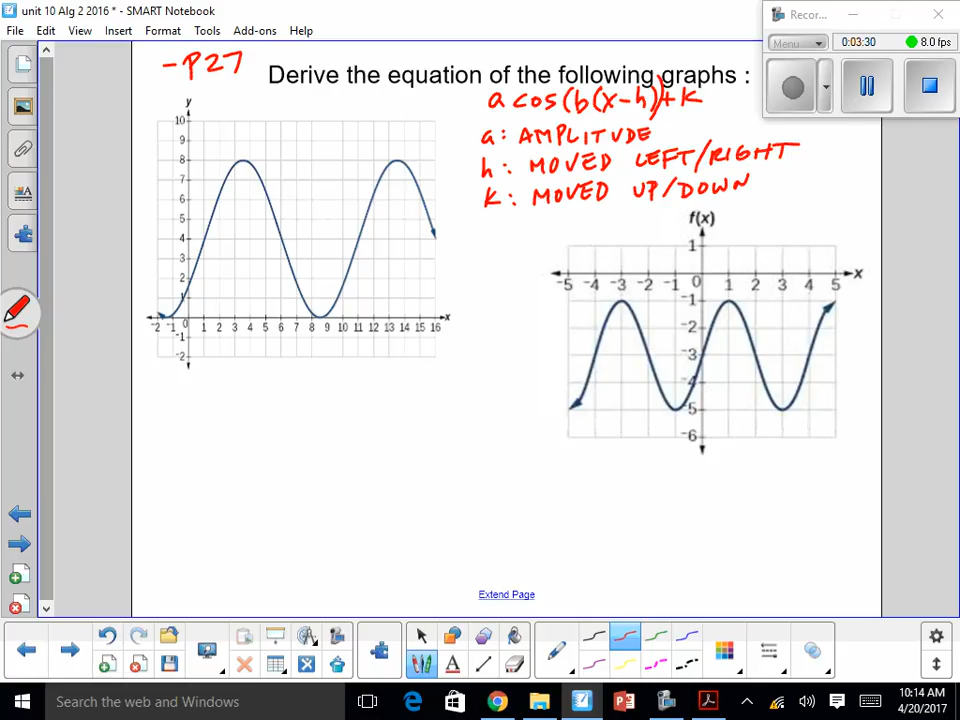 unit 10 Alg 2 2016 * - SMART Notebook
File Edit View Insert Format Tools Add-ons Help
Recor...
Menu
0:03:30
8.0 fps
-P27
Derive the equation of the following graphs :
a cos(b(x-h))+k
a: AMPLITUDE
h: MOVED LEFT/RIGHT
k: MOVED UP/DOWN
y
10
9
8
7
6
5
4
3
2
1
-2 -1 0 1 2 3 4 5 6 7 8 9 10 11 12 13 14 15 16 x
-1
-2
f(x)
1
-5 -4 -3 -2 -1 0 1 2 3 4 5 x
-1
-2
-3
-4
-5
-6
Extend Page
A
Search the web and Windows
10:14 AM
4/20/2017